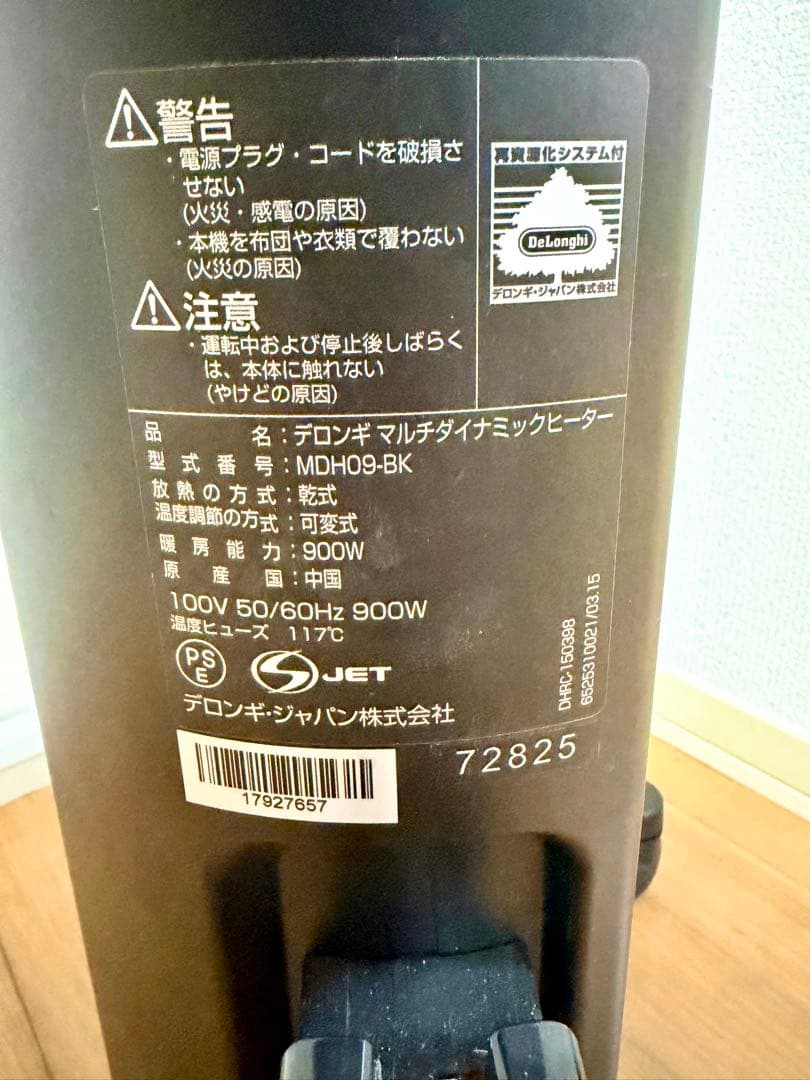 警告
・電源プラグ・コードを破損さ
せない
(火災・感電の原因)
・本機を布団や衣類で覆わない
(火災の原因)
注意
・運転中および停止後しばらく
は、本体に触れない
(やけどの原因)
再資源化システム付
DeLonghi
デロンギ・ジャパン株式会社
品名：デロンギ マルチダイナミックヒーター
型式番号：MDH09-BK
放熱の方式：乾式
温度調節の方式：可変式
暖房能力：900W
原産国：中国
100V 50/60Hz 900W
温度ヒューズ 117℃
PSE
JET
デロンギ・ジャパン株式会社
DHRC-150398
6525310021/03.15
17927657
72825